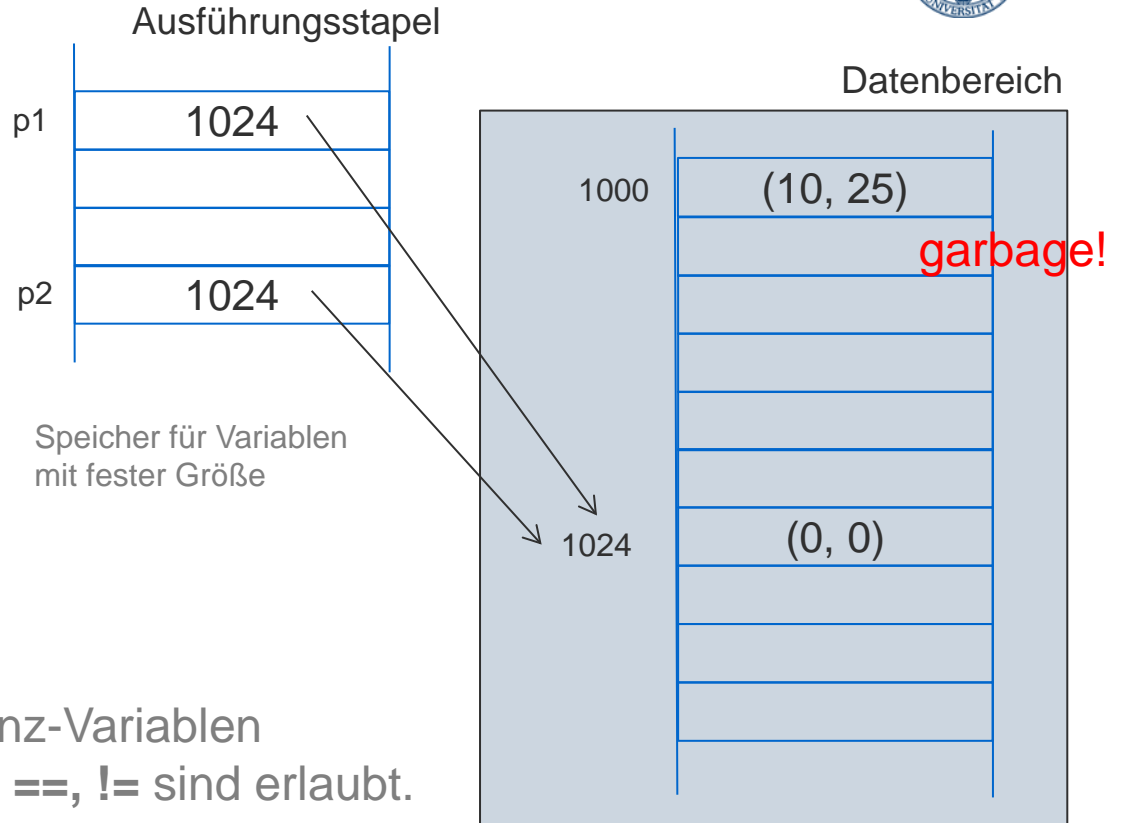 UNIVERSITÄT
Ausführungsstapel
Datenbereich
p1 1024
1000 (10, 25)
garbage!
p2 1024
Speicher für Variablen
mit fester Größe
1024 (0, 0)
nz-Variablen
==, != sind erlaubt.